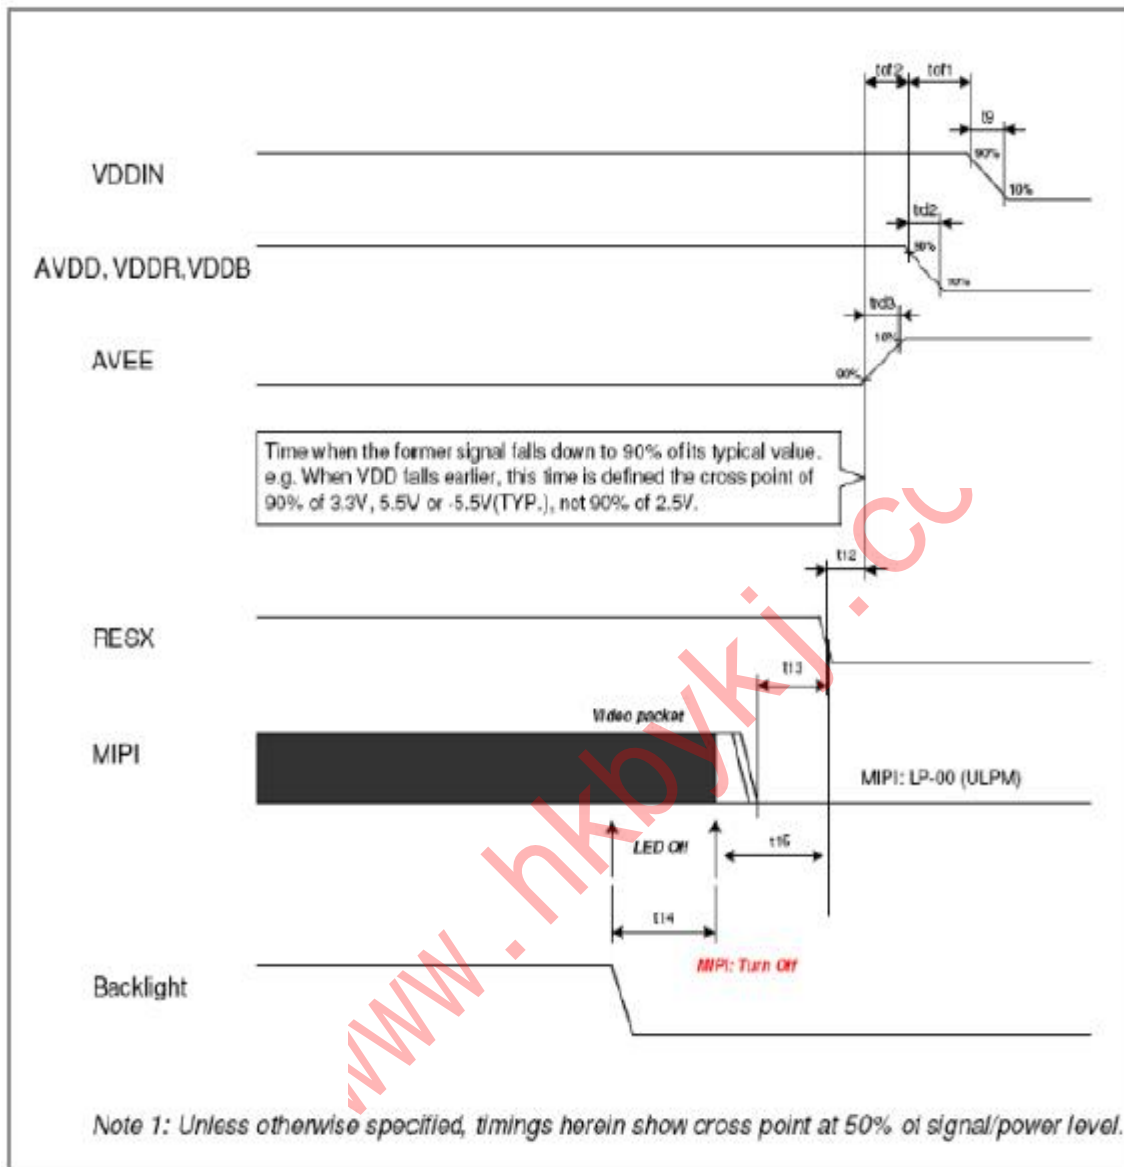 tof2
tof1
t9
VDDIN
90%
10%
trd2
AVDD, VDDR, VDDB
90%
10%
trd3
AVEE
10%
90%
Time when the former signal falls down to 90% of its typical value.
e.g. When VDD falls earlier, this time is defined the cross point of
90% of 3.3V, 5.5V or -5.5V(TYP.), not 90% of 2.5V.
t12
RESX
t13
Video packet
MIPI
MIPI: LP-00 (ULPM)
LED Off
t15
t14
MIPI: Turn Off
Backlight
www.hkbykj.co
Note 1: Unless otherwise specified, timings herein show cross point at 50% of signal/power level.